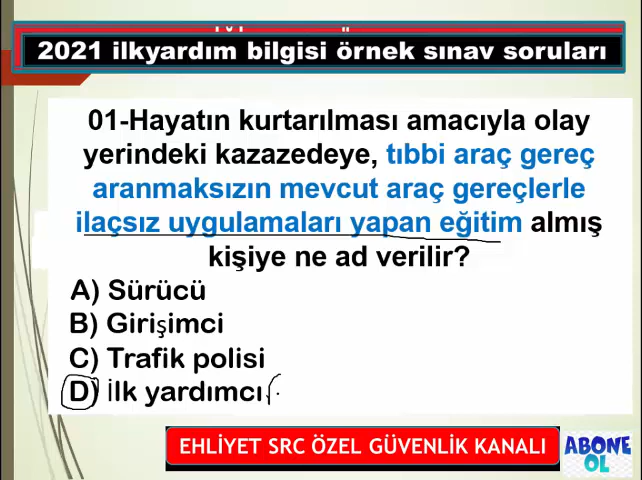 2021 ilkyardım bilgisi örnek sınav soruları
01-Hayatın kurtarılması amacıyla olay
yerindeki kazazedeye, tıbbi araç gereç
aranmaksızın mevcut araç gereçlerle
ilaçsız uygulamaları yapan eğitim almış
kişiye ne ad verilir?
A) Sürücü
B) Girişimci
C) Trafik polisi
D) İlk yardımcı
EHLİYET SRC ÖZEL GÜVENLİK KANALI
ABONE
OL